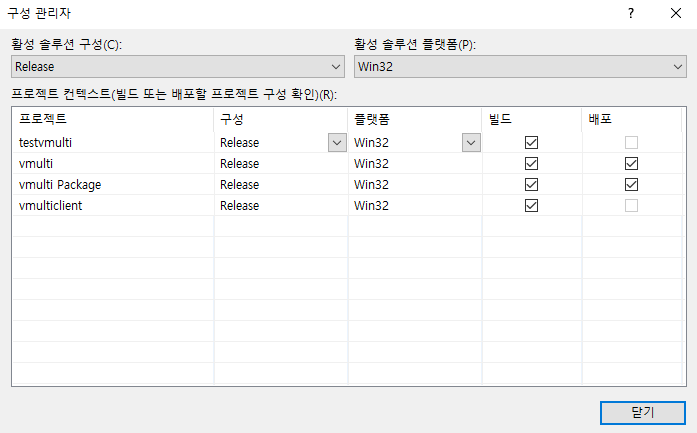 구성 관리자
활성 솔루션 구성(C): 활성 솔루션 플랫폼(P):
Release Win32
프로젝트 컨텍스트(빌드 또는 배포할 프로젝트 구성 확인)(R):
프로젝트 구성 플랫폼 빌드 배포
testvmulti Release Win32
vmulti Release Win32
vmulti Package Release Win32
vmulticlient Release Win32
닫기